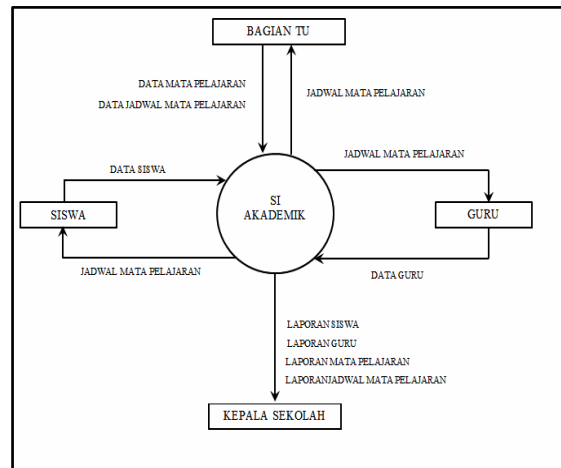 BAGIAN TU
DATA MATA PELAJARAN
DATA JADWAL MATA PELAJARAN
JADWAL MATA PELAJARAN
JADWAL MATA PELAJARAN
DATA SISWA
SI
AKADEMIK
SISWA
GURU
JADWAL MATA PELAJARAN
DATA GURU
LAPORAN SISWA
LAPORAN GURU
LAPORAN MATA PELAJARAN
LAPORAN JADWAL MATA PELAJARAN
KEPALA SEKOLAH